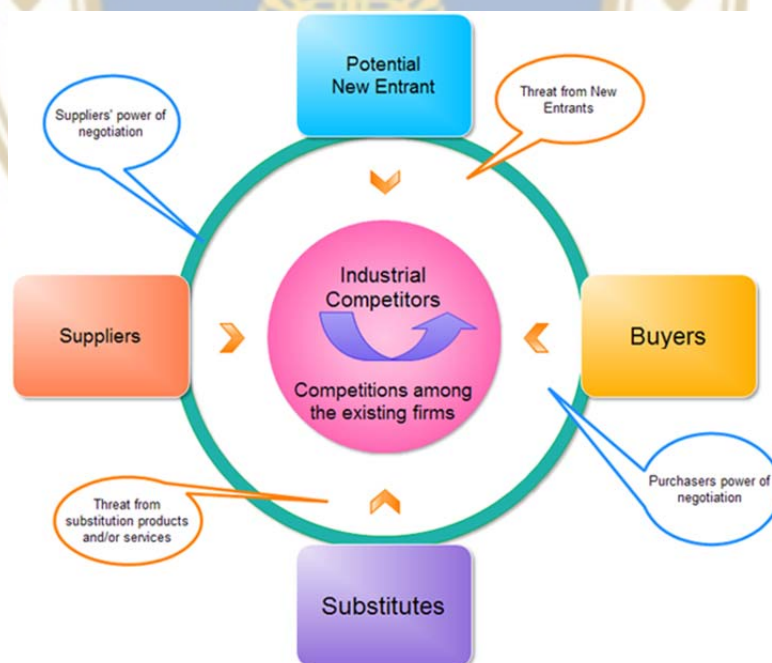 Potential
New Entrant
Suppliers' power of
negotiation
Threat from New
Entrants
Industrial
Competitors
Suppliers
Buyers
Competitions among
the existing firms
Threat from
substitution products
and/or services
Purchasers power of
negotiation
Substitutes